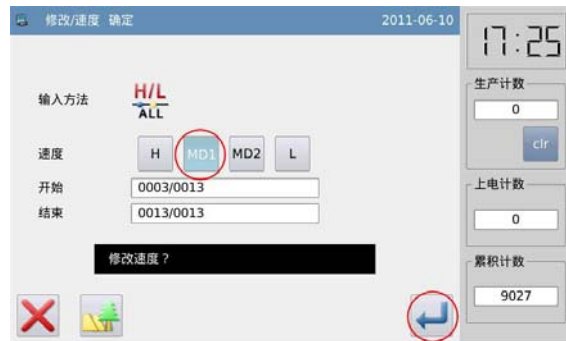 修改/速度 确定 2011-06-10
17:25
输入方法 H/L ALL
速度 H MD1 MD2 L
开始 0003/0013
结束 0013/0013
修改速度？
生产计数
0
clr
上电计数
0
累积计数
9027